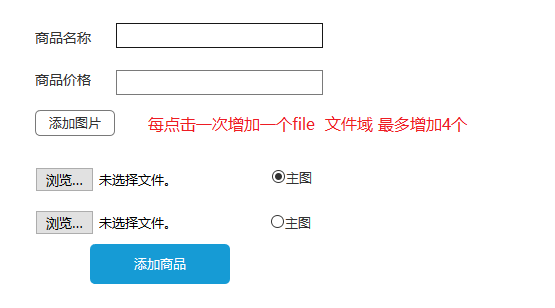 商品名称
商品价格
添加图片 每点击一次增加一个file 文件域 最多增加4个
浏览... 未选择文件。 主图
浏览... 未选择文件。 主图
添加商品